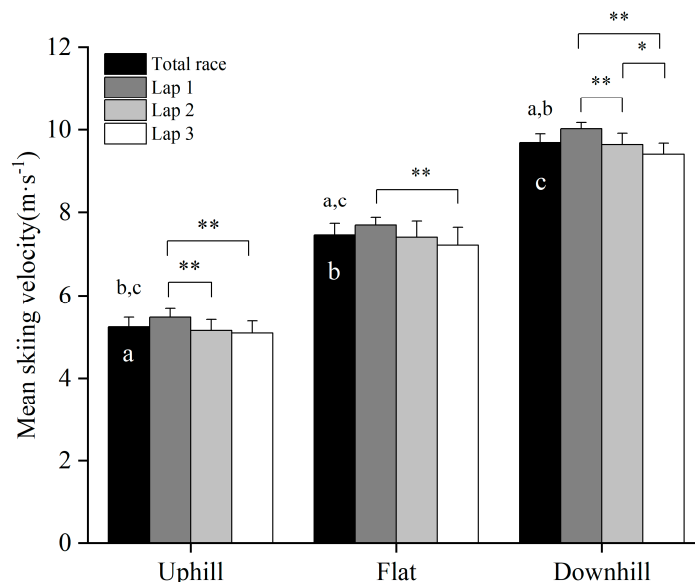 Mean skiing velocity(m·s⁻¹)
12
10
8
6
4
2
0
Total race
Lap 1
Lap 2
Lap 3
b,c
a
**
**
a,c
b
**
a,b
c
**
**
*
Uphill
Flat
Downhill